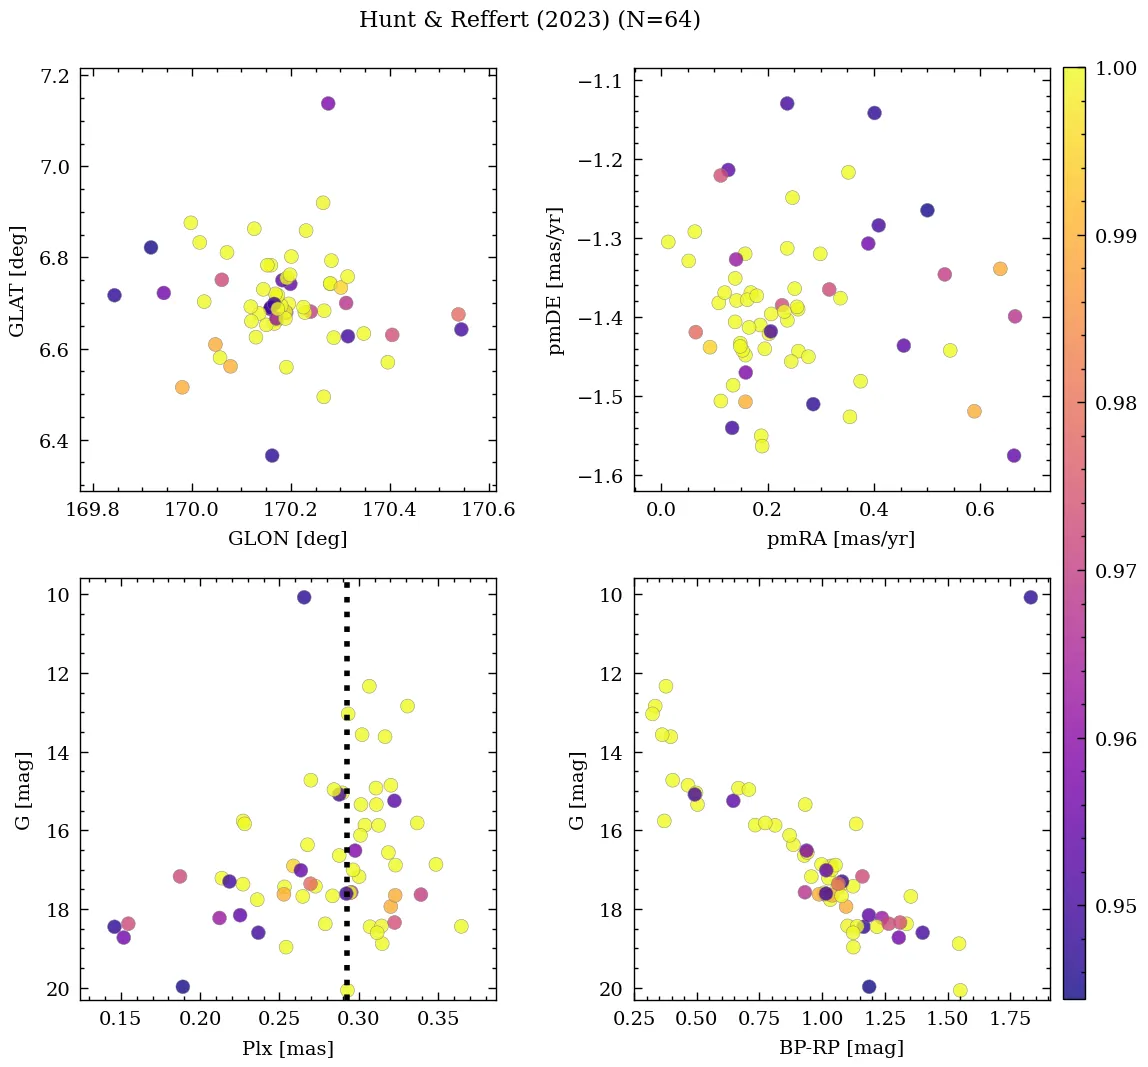 Hunt & Reffert (2023) (N=64)
7.2
7.0
6.8
6.6
6.4
GLAT [deg]
169.8 170.0 170.2 170.4 170.6
GLON [deg]
−1.1
−1.2
−1.3
−1.4
−1.5
−1.6
pmDE [mas/yr]
0.0 0.2 0.4 0.6
pmRA [mas/yr]
10
12
14
16
18
20
G [mag]
0.15 0.20 0.25 0.30 0.35
Plx [mas]
10
12
14
16
18
20
G [mag]
0.25 0.50 0.75 1.00 1.25 1.50 1.75
BP-RP [mag]
1.00
0.99
0.98
0.97
0.96
0.95